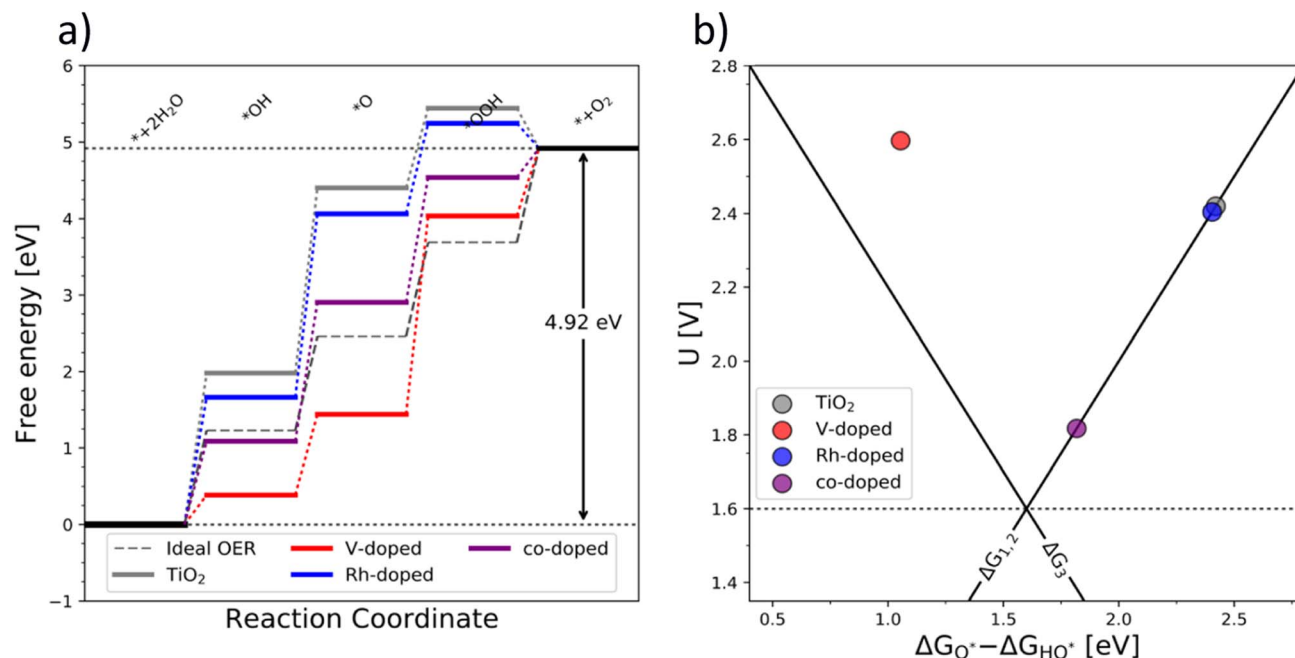 a)
6
5
4
3
2
1
0
−1
Free energy [eV]
*+2H₂O
*OH
*O
*OOH
*+O₂
4.92 eV
Ideal OER
TiO₂
V-doped
Rh-doped
co-doped
Reaction Coordinate
b)
2.8
2.6
2.4
2.2
2.0
1.8
1.6
1.4
U [V]
TiO₂
V-doped
Rh-doped
co-doped
ΔG₁,₂
ΔG₃
0.5
1.0
1.5
2.0
2.5
ΔG_O* − ΔG_HO* [eV]